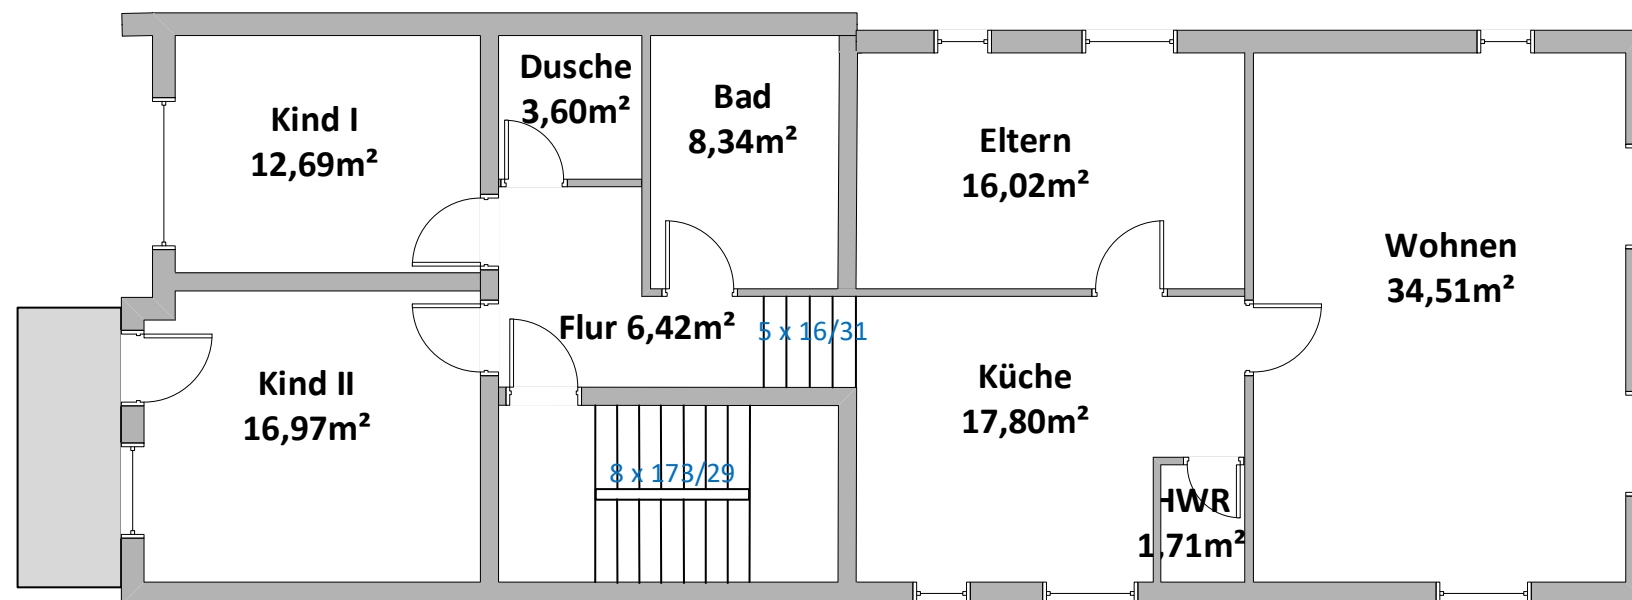 Kind I
12,69m²
Dusche
3,60m²
Bad
8,34m²
Eltern
16,02m²
Wohnen
34,51m²
Flur 6,42m²
5 x 16/31
Kind II
16,97m²
Küche
17,80m²
8 x 173/29
HWR
1,71m²